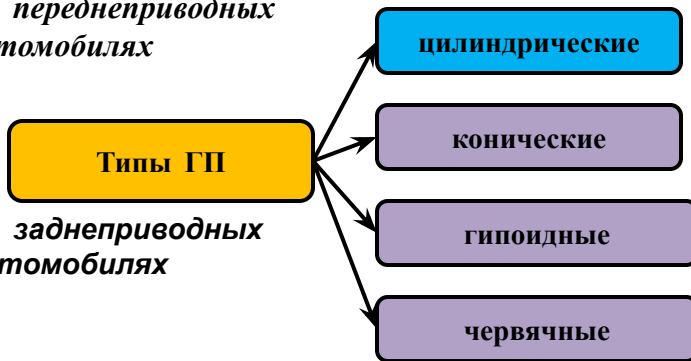 переднеприводных
томобилях
цилиндрические
конические
Типы ГП
заднеприводных
томобилях
гипоидные
червячные